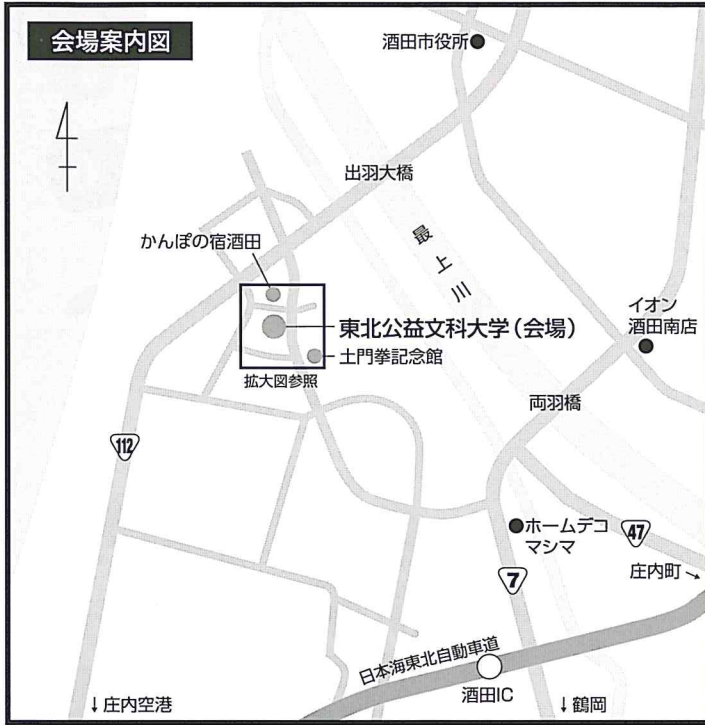 会場案内図
酒田市役所
出羽大橋
かんぽの宿酒田
最上川
イオン
酒田南店
東北公益文科大学(会場)
土門拳記念館
拡大図参照
両羽橋
112
ホームデコ
マシマ
47
7
庄内町→
日本海東北自動車道
酒田IC
↓庄内空港
↓鶴岡